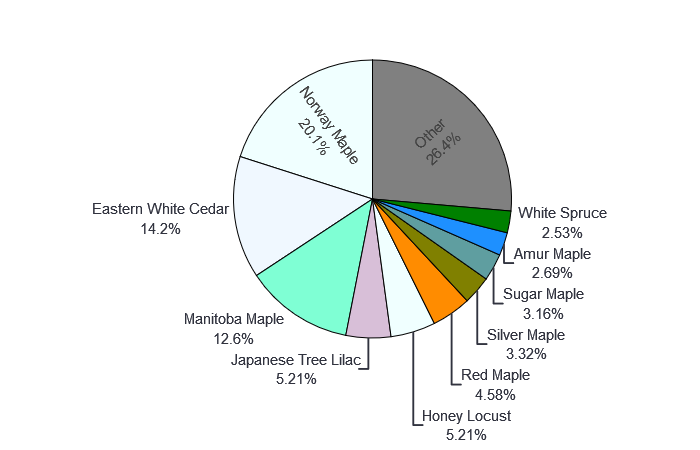 Norway Maple
20.1%
Other
26.4%
Eastern White Cedar
14.2%
White Spruce
2.53%
Amur Maple
2.69%
Sugar Maple
3.16%
Manitoba Maple
12.6%
Silver Maple
3.32%
Japanese Tree Lilac
5.21%
Red Maple
4.58%
Honey Locust
5.21%